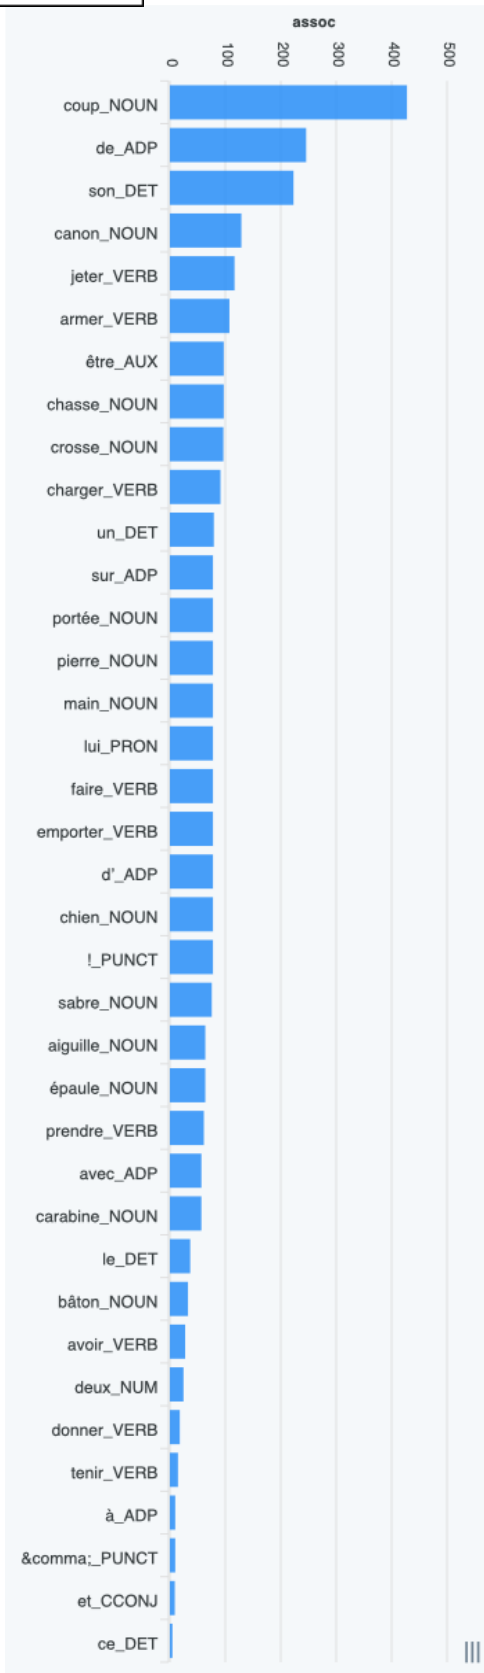 assoc
0 100 200 300 400 500
coup_NOUN
de_ADP
son_DET
canon_NOUN
jeter_VERB
armer_VERB
être_AUX
chasse_NOUN
crosse_NOUN
charger_VERB
un_DET
sur_ADP
portée_NOUN
pierre_NOUN
main_NOUN
lui_PRON
faire_VERB
emporter_VERB
d'_ADP
chien_NOUN
!_PUNCT
sabre_NOUN
aiguille_NOUN
épaule_NOUN
prendre_VERB
avec_ADP
carabine_NOUN
le_DET
bâton_NOUN
avoir_VERB
deux_NUM
donner_VERB
tenir_VERB
à_ADP
&comma;_PUNCT
et_CCONJ
ce_DET